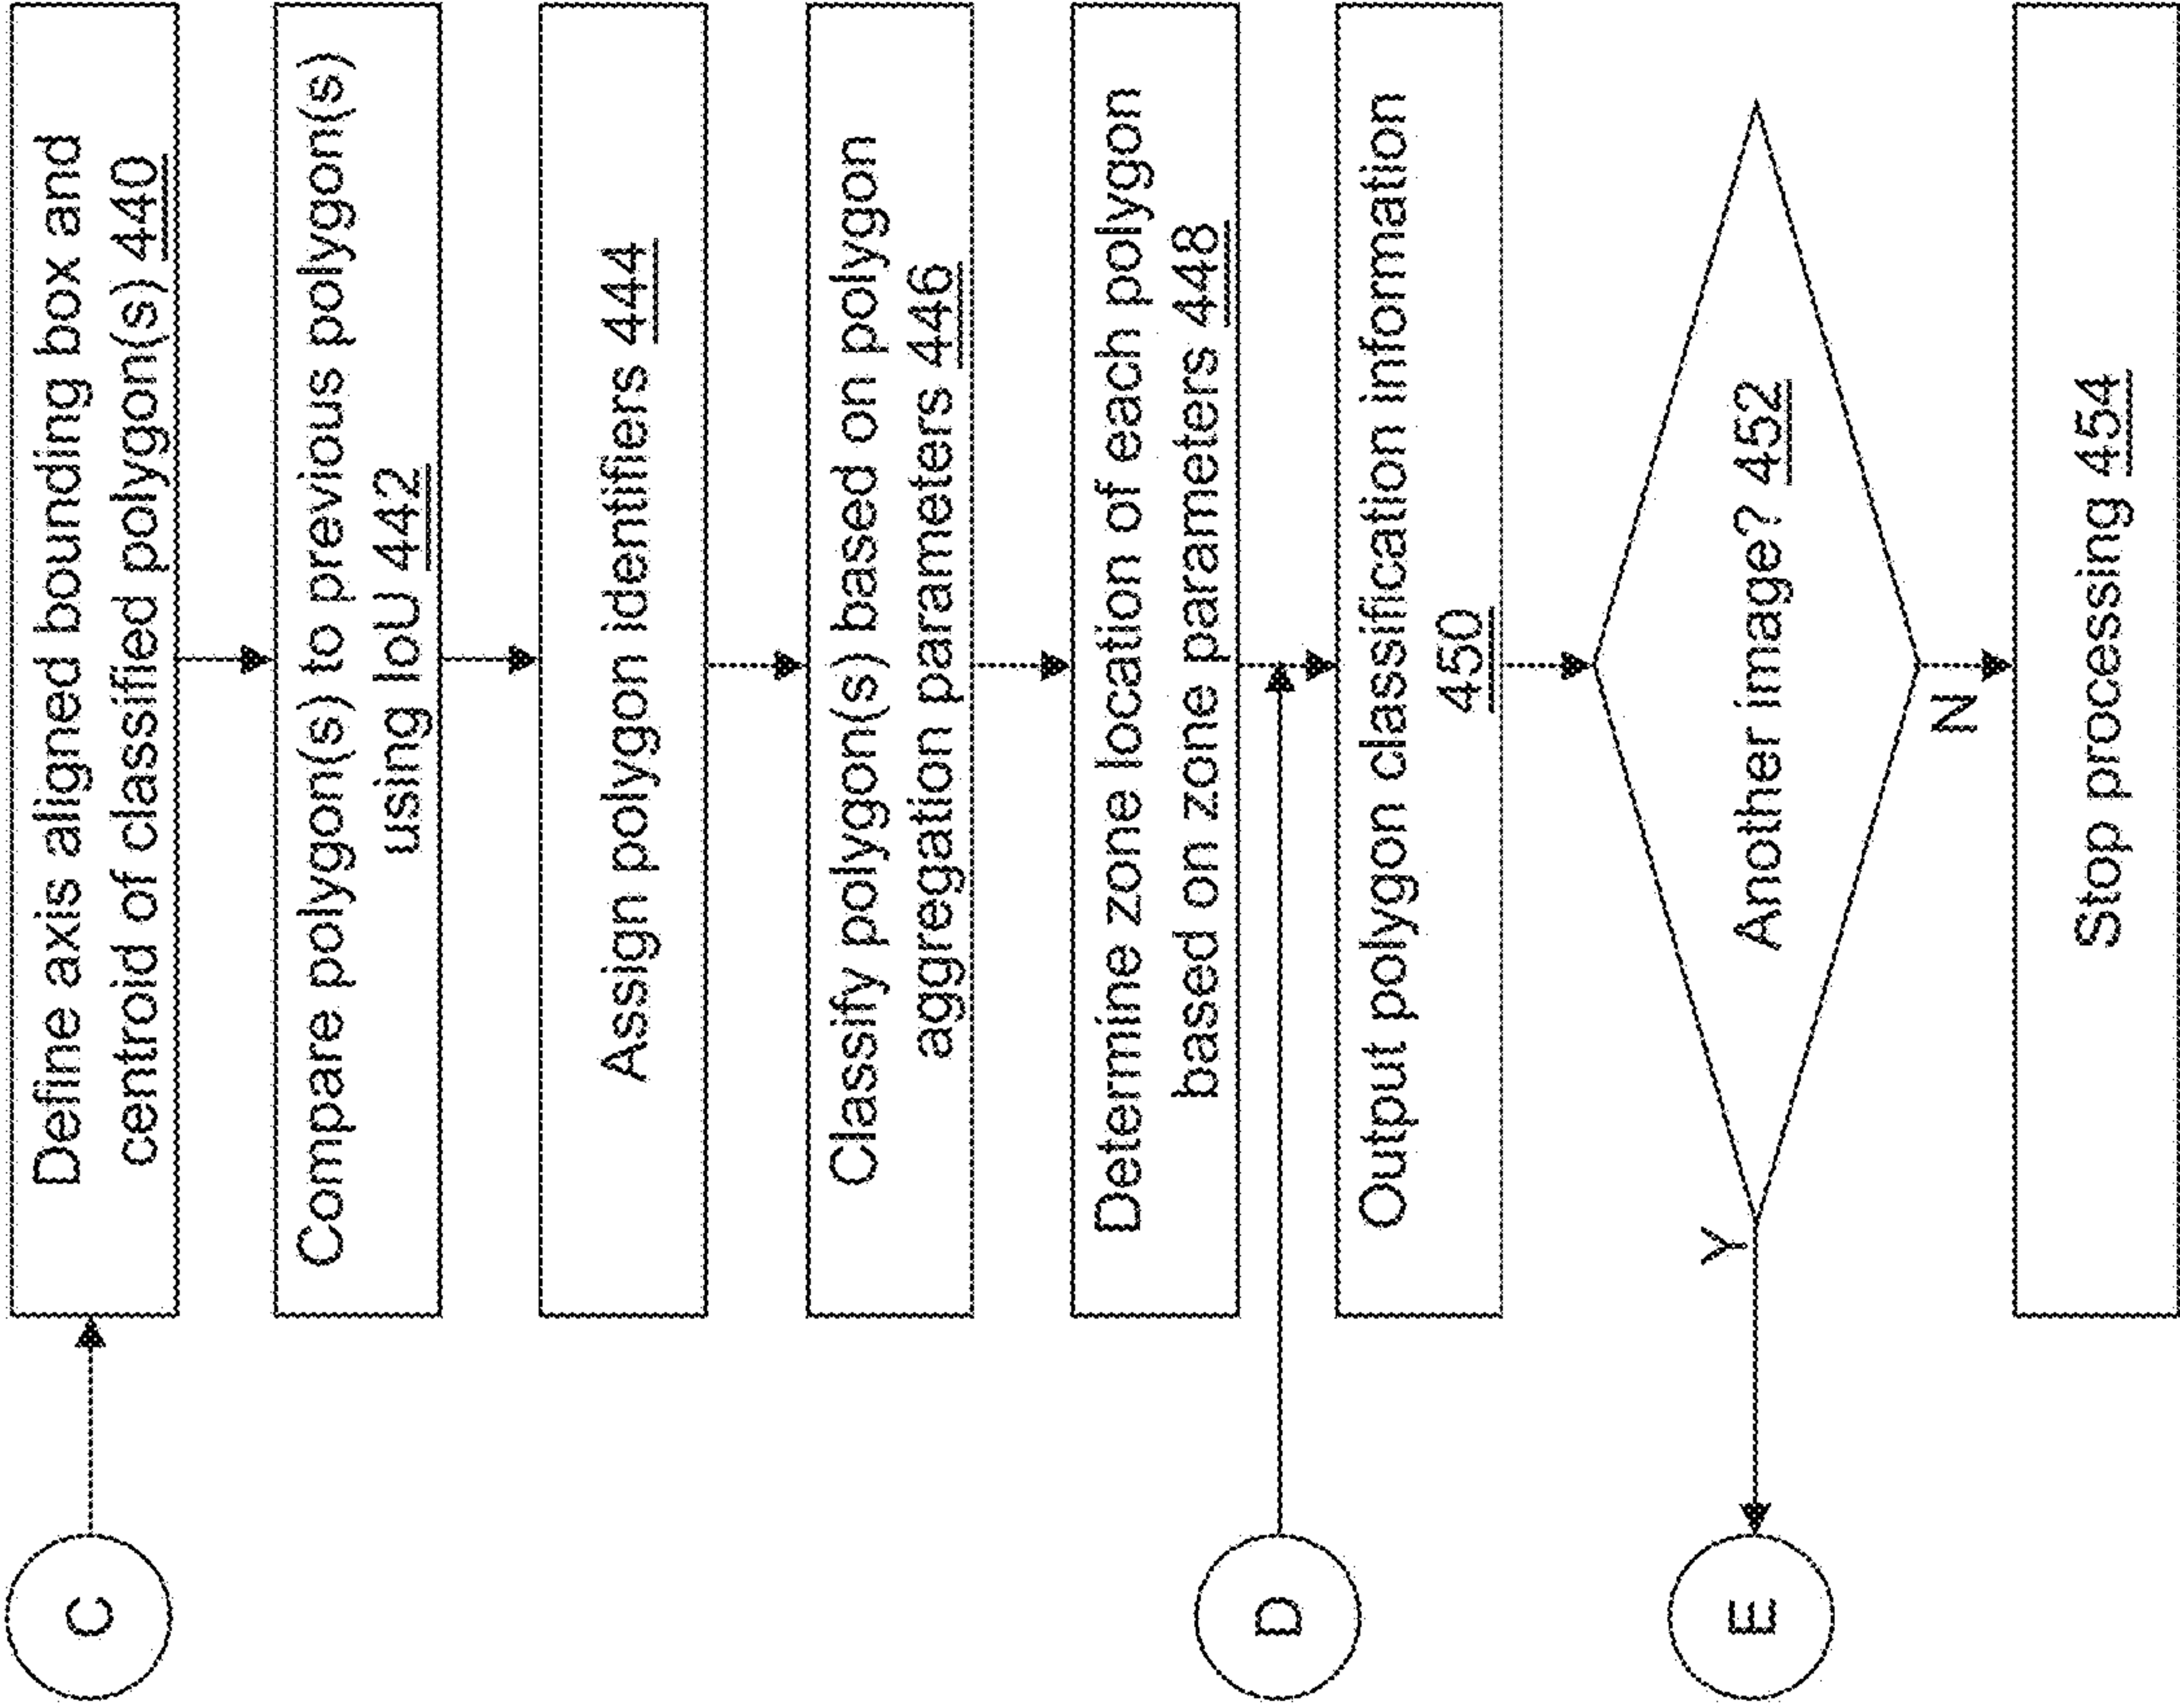 C
Define axis aligned bounding box and
centroid of classified polygon(s) 440
Compare polygon(s) to previous polygon(s)
using IoU 442
Assign polygon identifiers 444
Classify polygon(s) based on polygon
aggregation parameters 446
Determine zone location of each polygon
based on zone parameters 448
D
Output polygon classification information
450
Another image? 452
Y
E
N
Stop processing 454